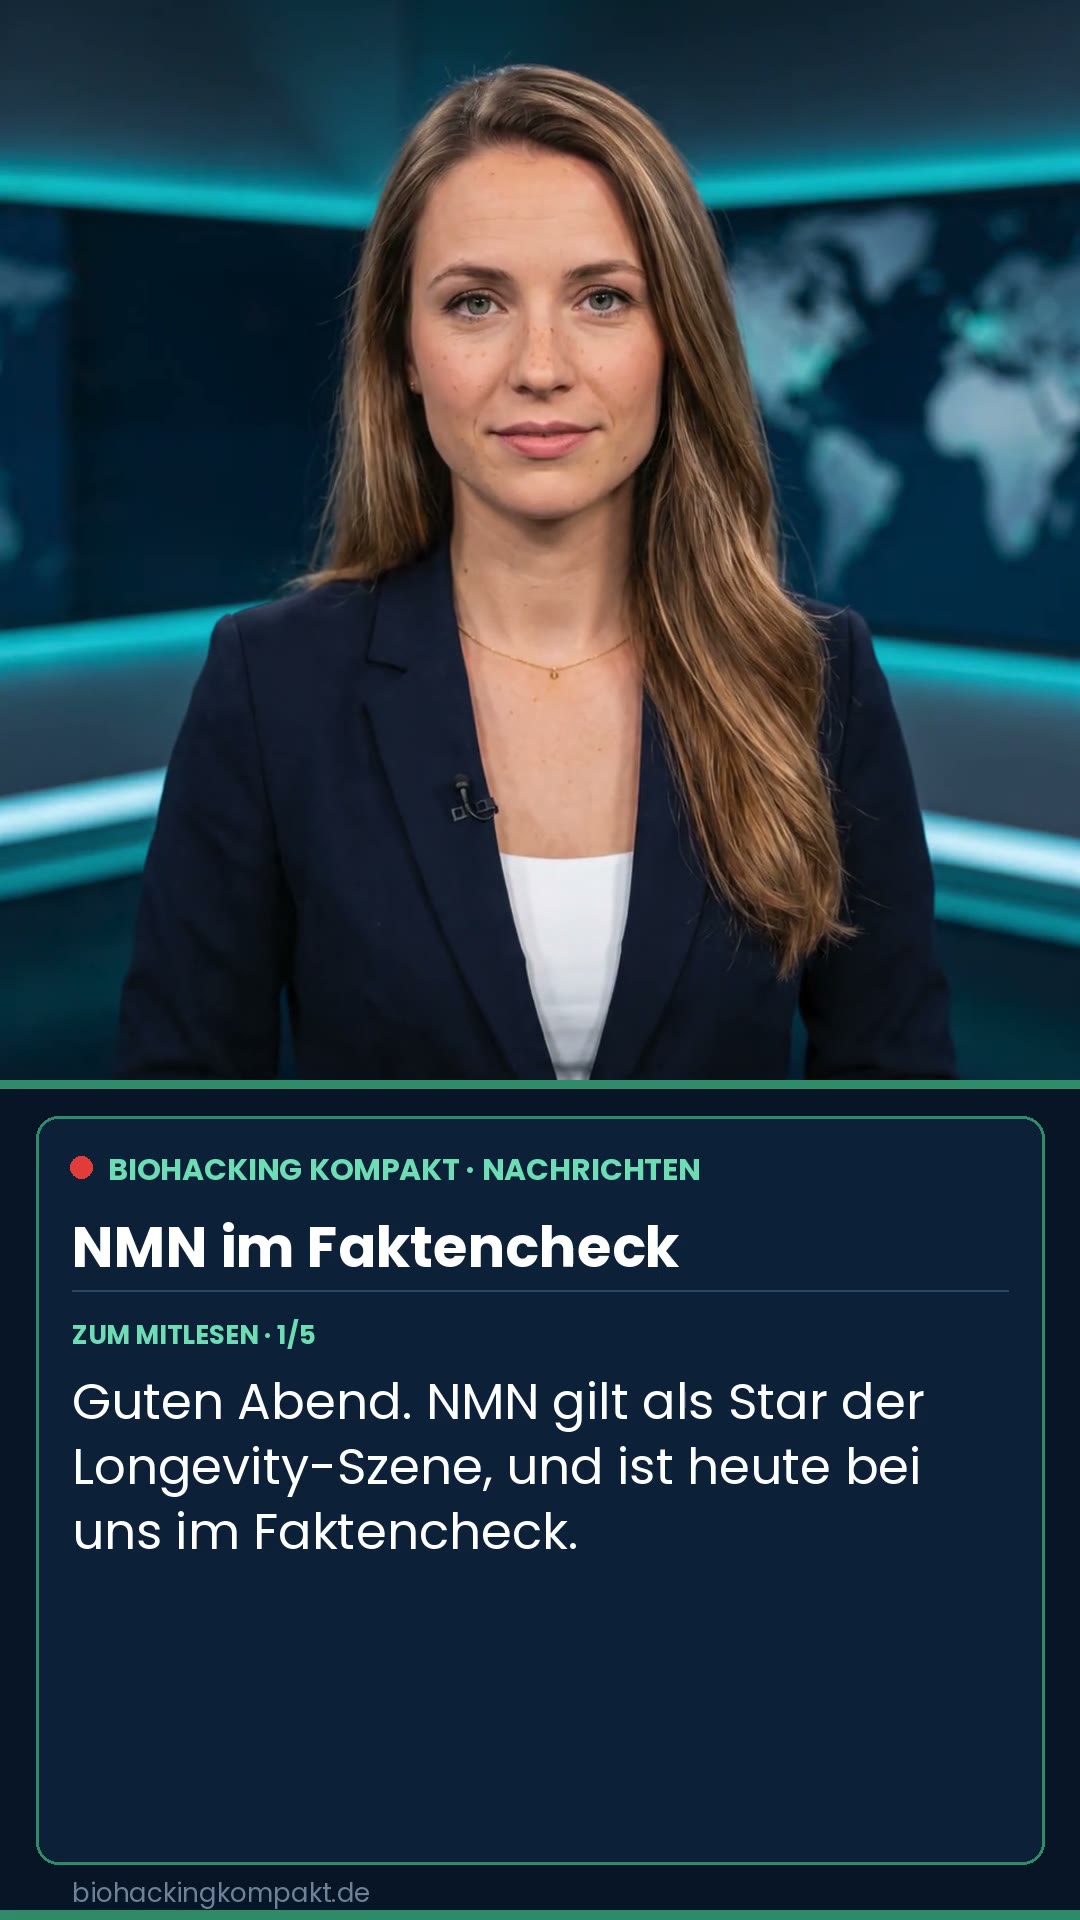 BIOHACKING KOMPAKT · NACHRICHTEN
NMN im Faktencheck
ZUM MITLESEN · 1/5
Guten Abend. NMN gilt als Star der
Longevity-Szene, und ist heute bei
uns im Faktencheck.
biohackingkompakt.de